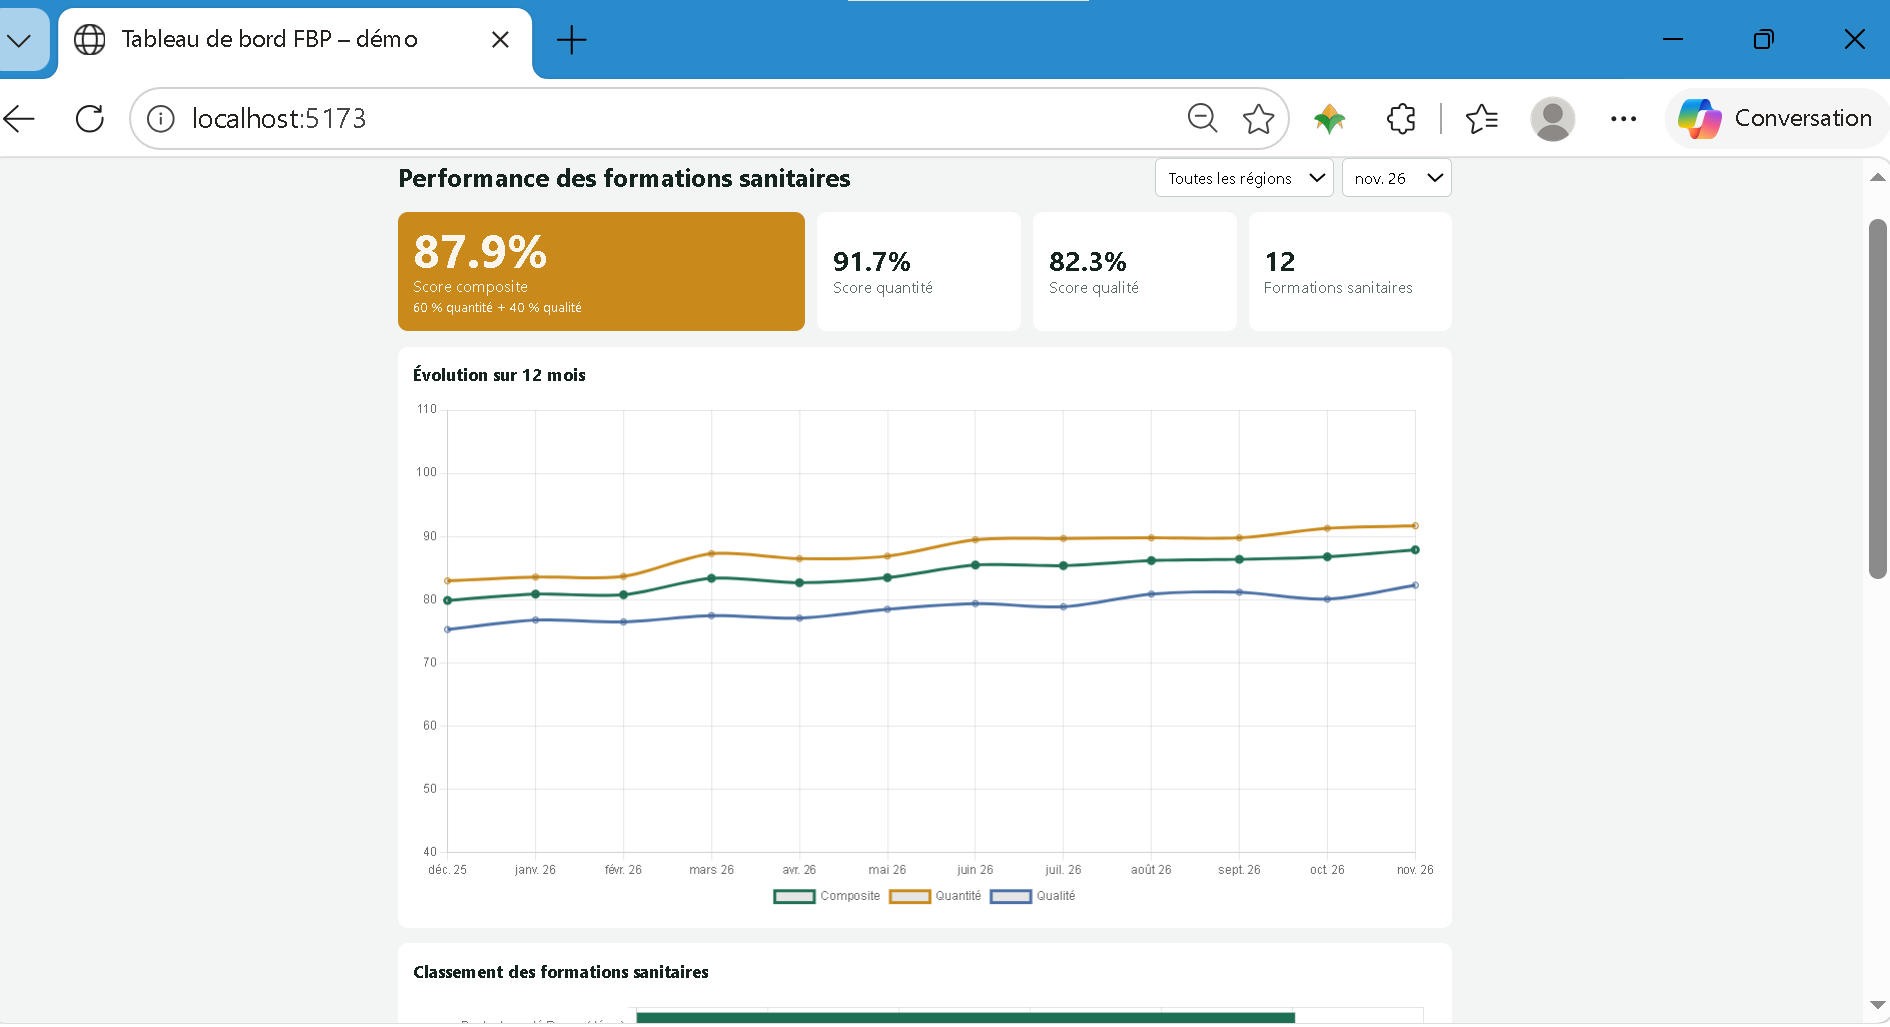 Tableau de bord FBP – démo
localhost:5173
Conversation
Performance des formations sanitaires
Toutes les régions
nov. 26
87.9%
Score composite
60 % quantité + 40 % qualité
91.7%
Score quantité
82.3%
Score qualité
12
Formations sanitaires
Évolution sur 12 mois
110
100
90
80
70
60
50
40
déc. 25 janv. 26 févr. 26 mars 26 avr. 26 mai 26 juin 26 juil. 26 août 26 sept. 26 oct. 26 nov. 26
Composite Quantité Qualité
Classement des formations sanitaires